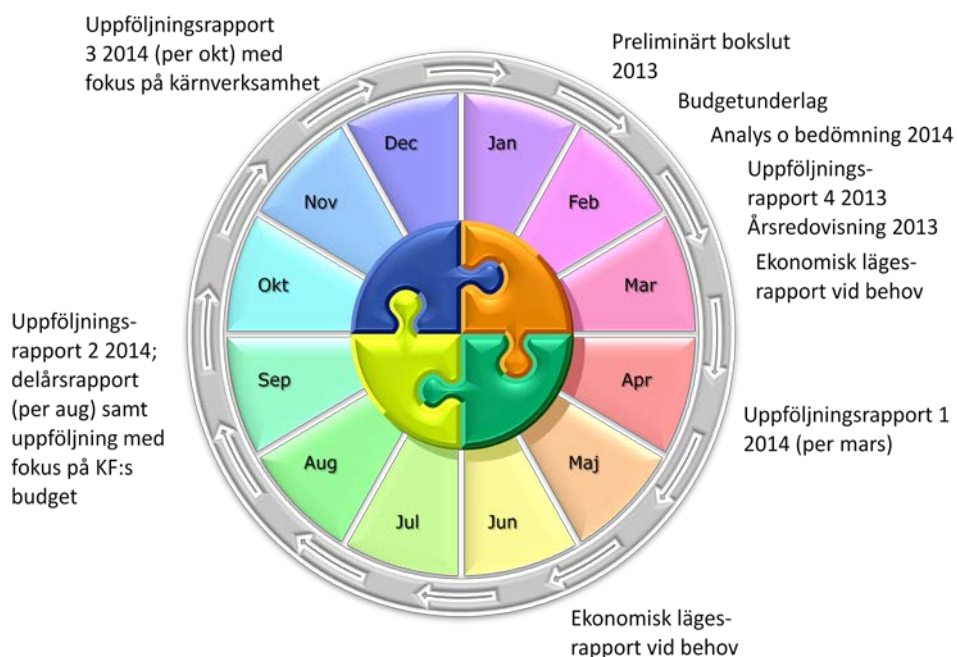 Uppföljningsrapport
3 2014 (per okt) med
fokus på kärnverksamhet
Preliminärt bokslut
2013
Budgetunderlag
Analys o bedömning 2014
Uppföljnings-
rapport 4 2013
Årsredovisning 2013
Ekonomisk läges-
rapport vid behov
Uppföljningsrapport 1
2014 (per mars)
Ekonomisk läges-
rapport vid behov
Uppföljnings-
rapport 2 2014;
delårsrapport
(per aug) samt
uppföljning med
fokus på KF:s
budget
Jan
Feb
Mar
Apr
Maj
Jun
Jul
Aug
Sep
Okt
Nov
Dec